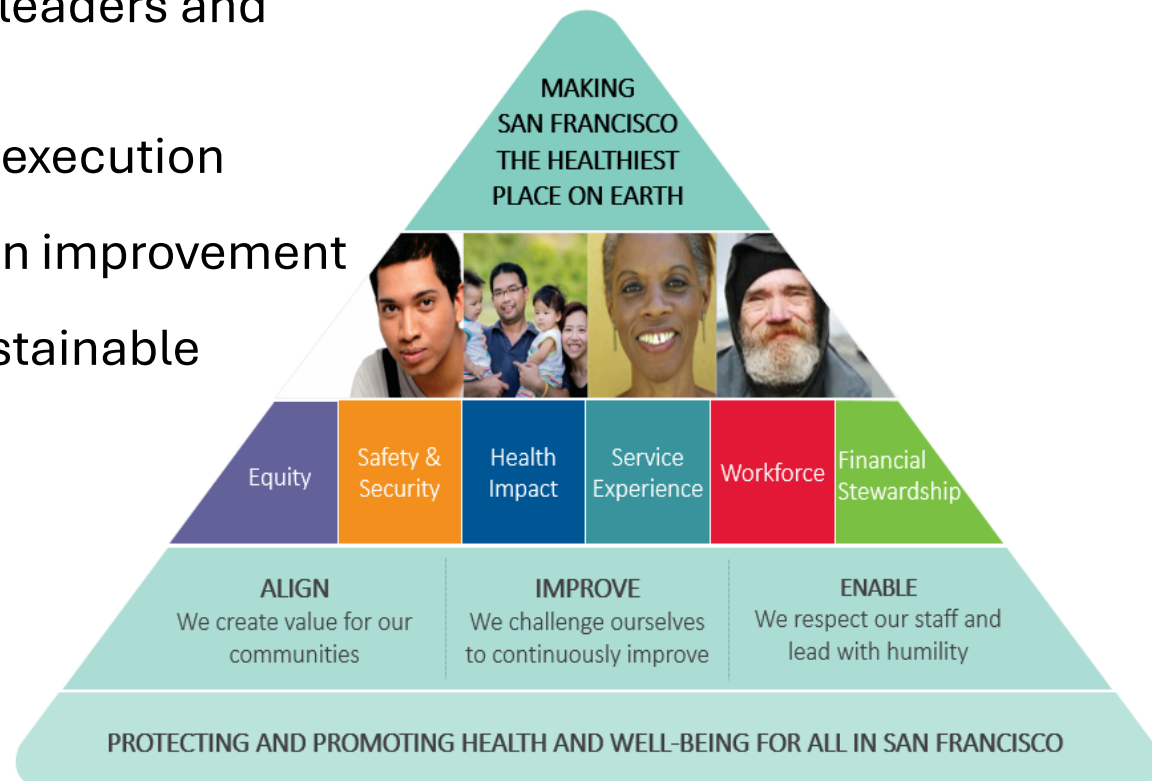 leaders and
execution
n improvement
stainable
MAKING
SAN FRANCISCO
THE HEALTHIEST
PLACE ON EARTH
Equity
Safety &
Security
Health
Impact
Service
Experience
Workforce
Financial
Stewardship
ALIGN
We create value for our
communities
IMPROVE
We challenge ourselves
to continuously improve
ENABLE
We respect our staff and
lead with humility
PROTECTING AND PROMOTING HEALTH AND WELL-BEING FOR ALL IN SAN FRANCISCO